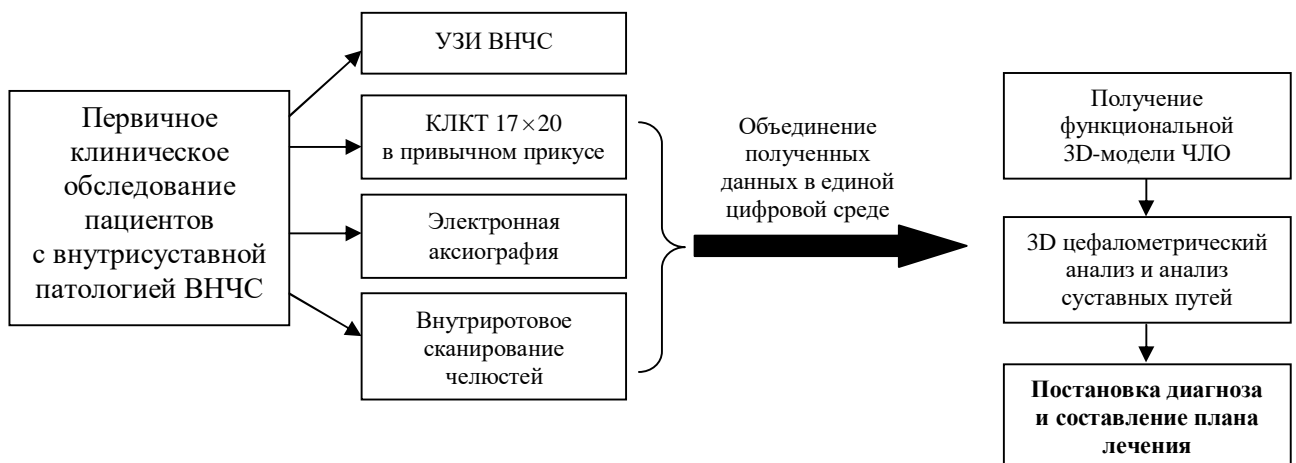 Первичное
клиническое
обследование
пациентов
с внутрисуставной
патологией ВНЧС
УЗИ ВНЧС
КЛКТ 17×20
в привычном прикусе
Электронная
аксиография
Внутриротовое
сканирование
челюстей
Объединение
полученных
данных в единой
цифровой среде
Получение
функциональной
3D-модели ЧЛО
3D цефалометрический
анализ и анализ
суставных путей
Постановка диагноза
и составление плана
лечения